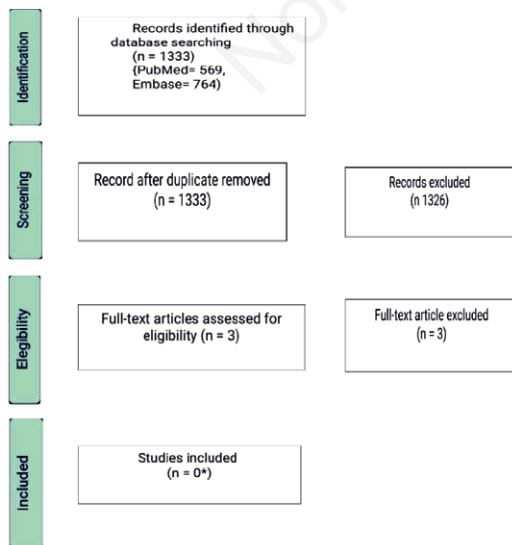 Identification
Records identified through
database searching
(n = 1333)
{PubMed= 569,
Embase= 764)
Screening
Record after duplicate removed
(n = 1333)
Records excluded
(n 1326)
Elegibility
Full-text articles assessed for
eligibility (n = 3)
Full-text article excluded
(n = 3)
Included
Studies included
(n = 0*)